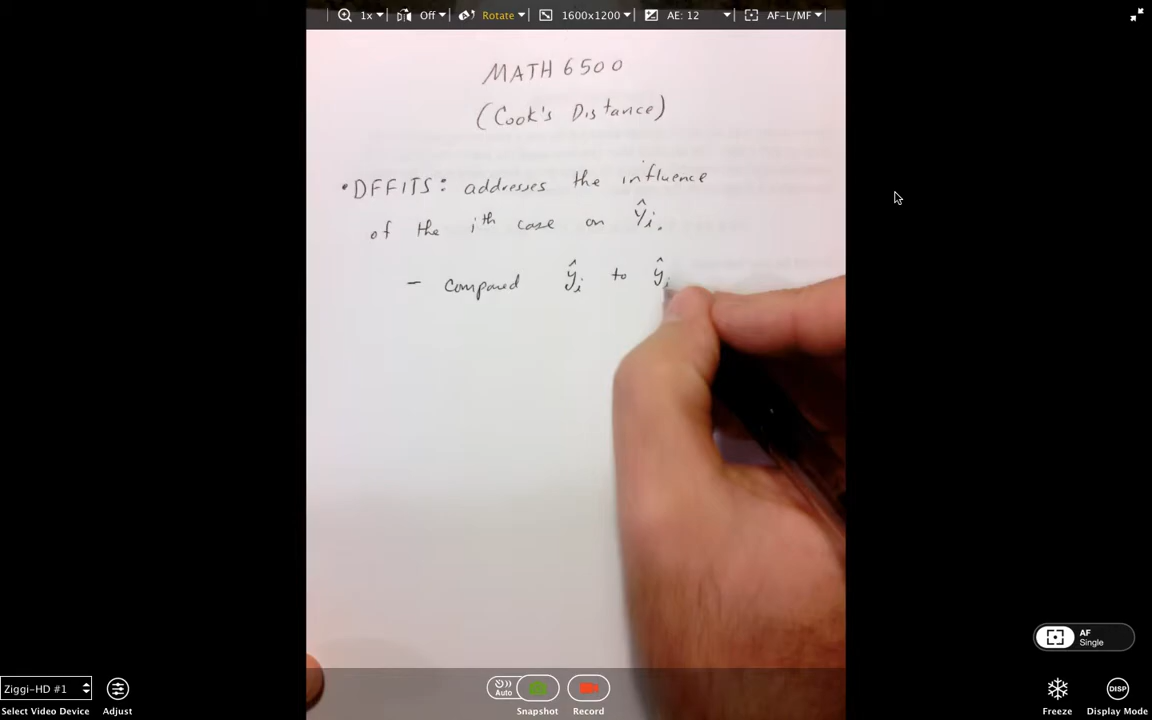 1x Off Rotate 1600x1200 AE: 12 AF-L/MF
MATH 6500
(Cook's Distance)
• DFFITS: addresses the influence
of the iᵗʰ case on Ŷᵢ.
- compared ŷᵢ to ŷᵢ
AF
Single
Ziggi-HD #1
Auto
Select Video Device Adjust Snapshot Record Freeze Display Mode
DISP